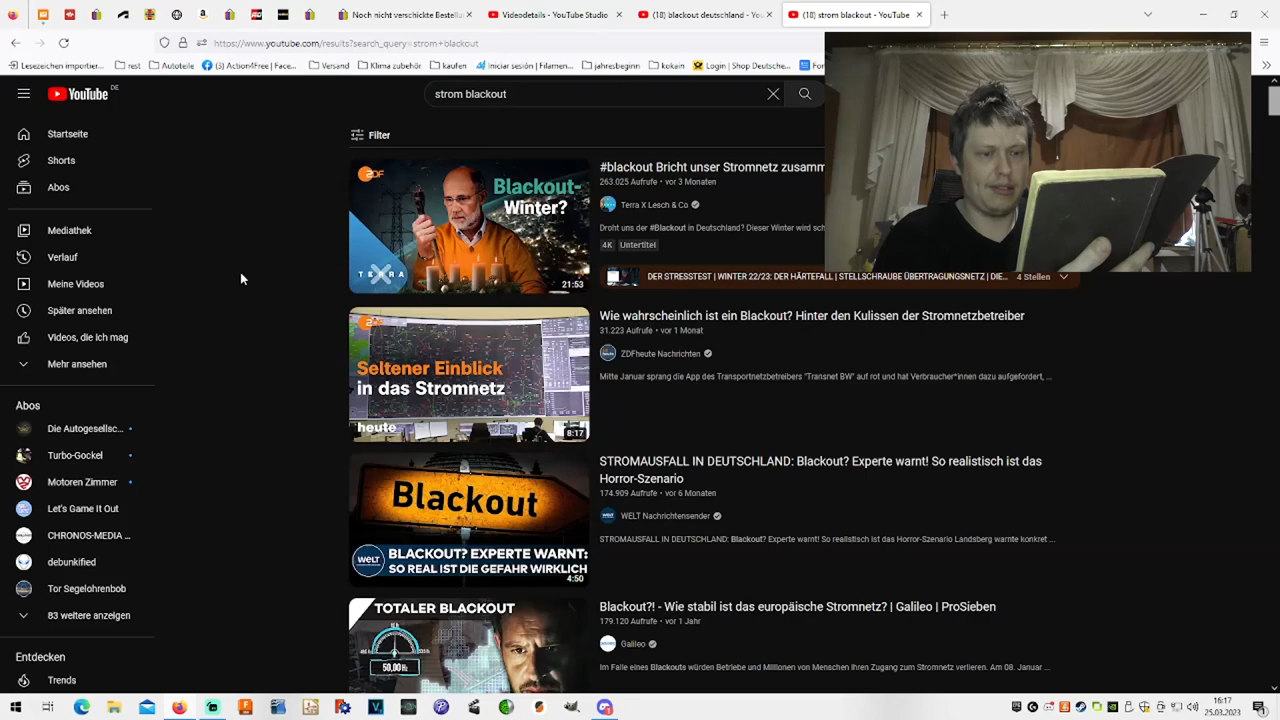 Noch nicht verschickte Bestell…
Videodetails - YouTube Studio
(18) blackout deutschland - You
(18) strom blackout - YouTube
https://www.youtube.com/results?search_query=strom+blackout
Lesezeichen importier…
rest
Autoteile
(3) Action4Free | Face…
Versand
Klima zubehör
Iniciar sesión | Factur…
jahresbeginn
kokain
Login | Shop Deutsche…
YouTube DE
strom blackout
Startseite
Shorts
Abos
Mediathek
Verlauf
Meine Videos
Später ansehen
Videos, die ich mag
Mehr ansehen
Abos
Die Autogesellsc…
Turbo-Gockel
Motoren Zimmer
Let's Game It Out
CHRONOS-MEDIA …
debunkified
Tor Segelohrenbob
83 weitere anzeigen
Entdecken
Trends
Filter
ZDF
Blackout-
Winter?
TERRA X
21:53
#blackout Bricht unser Stromnetz zusamm
263.025 Aufrufe • vor 3 Monaten
Terra X Lesch & Co
Droht uns der #Blackout in Deutschland? Dieser Winter wird sch
4K Untertitel
DER STRESSTEST | WINTER 22/23: DER HÄRTEFALL | STELLSCHRAUBE ÜBERTRAGUNGSNETZ | DIE… 4 Stellen
ZDF
Seltener Einblick
in das Stromnetz
heute
8:17
Wie wahrscheinlich ist ein Blackout? Hinter den Kulissen der Stromnetzbetreiber
31.223 Aufrufe • vor 1 Monat
ZDFheute Nachrichten
Mitte Januar sprang die App des Transportnetzbetreibers "Transnet BW" auf rot und hat Verbraucher*innen dazu aufgefordert, …
Blackout
welt
BLACKOUT? EXPERTE WARNT:
SO REAL IST DIE GEFAHR WIRKLICH
4:50
STROMAUSFALL IN DEUTSCHLAND: Blackout? Experte warnt! So realistisch ist das
Horror-Szenario
174.909 Aufrufe • vor 6 Monaten
WELT Nachrichtensender
STROMAUSFALL IN DEUTSCHLAND: Blackout? Experte warnt! So realistisch ist das Horror-Szenario Landsberg warnte konkret …
TOTALER BLACKOUT
50,00 Hz
Blackout?! - Wie stabil ist das europäische Stromnetz? | Galileo | ProSieben
179.120 Aufrufe • vor 1 Jahr
Galileo
Im Falle eines Blackouts würden Betriebe und Millionen von Menschen ihren Zugang zum Stromnetz verlieren. Am 08. Januar …
16:17
25.03.2023